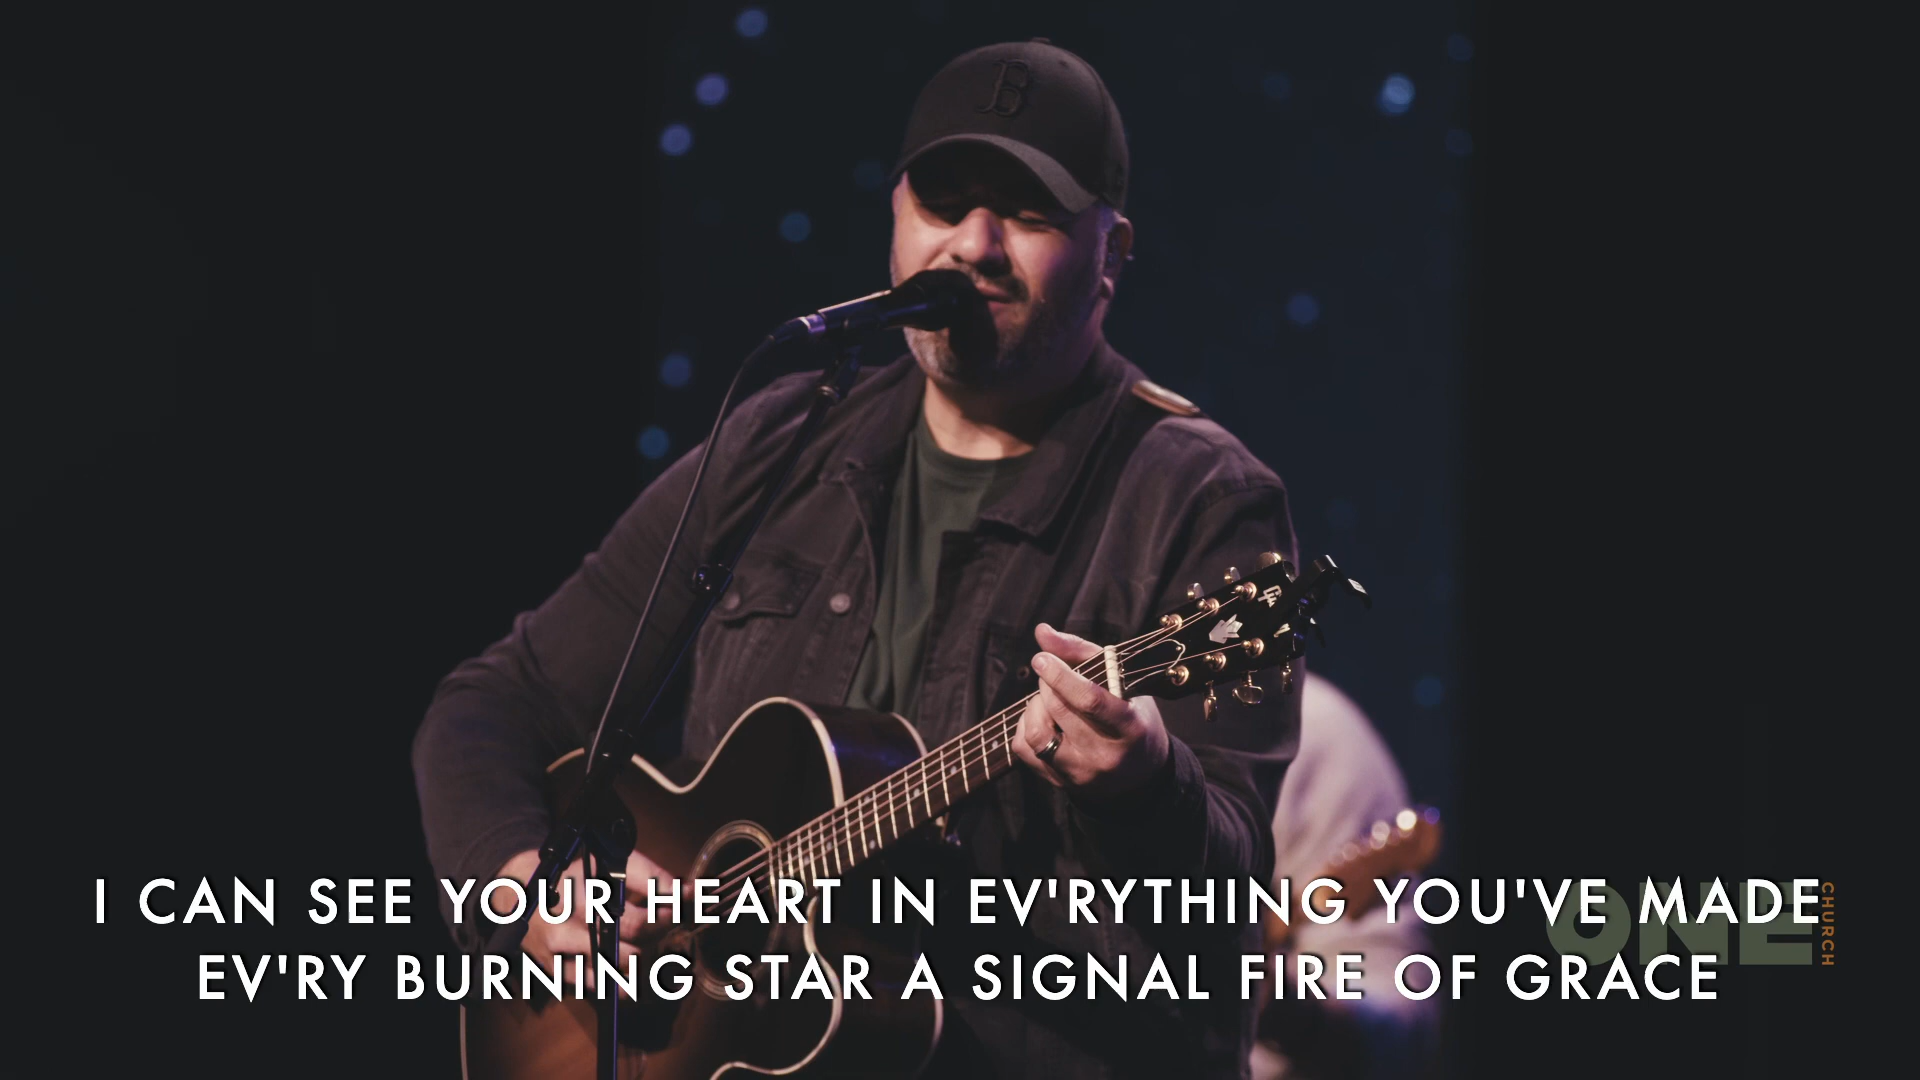 B
I CAN SEE YOUR HEART IN EV'RYTHING YOU'VE MADE
EV'RY BURNING STAR A SIGNAL FIRE OF GRACE
ONE
CHURCH